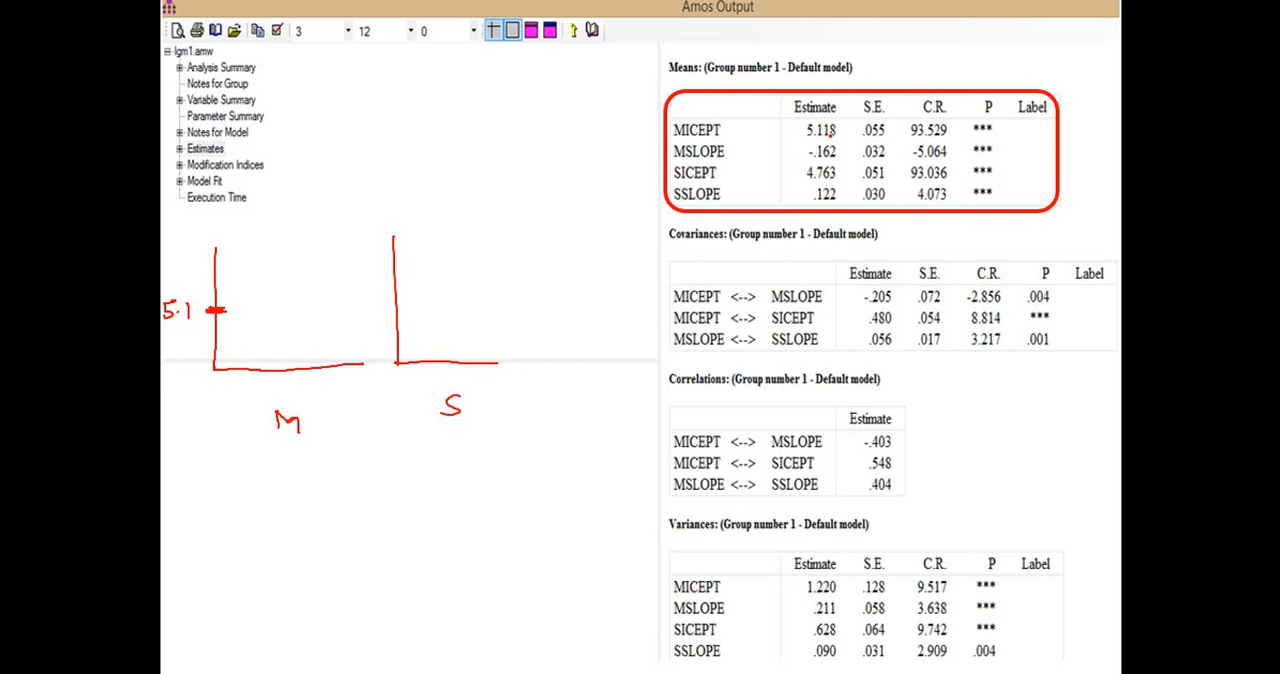 Amos Output
3 12 0
lgm1.amw
Analysis Summary
Notes for Group
Variable Summary
Parameter Summary
Notes for Model
Estimates
Modification Indices
Model Fit
Execution Time
5.1
M
S
Means: (Group number 1 - Default model)
Estimate S.E. C.R. P Label
MICEPT 5.118 .055 93.529 ***
MSLOPE -.162 .032 -5.064 ***
SICEPT 4.763 .051 93.036 ***
SSLOPE .122 .030 4.073 ***
Covariances: (Group number 1 - Default model)
Estimate S.E. C.R. P Label
MICEPT <--> MSLOPE -.205 .072 -2.856 .004
MICEPT <--> SICEPT .480 .054 8.814 ***
MSLOPE <--> SSLOPE .056 .017 3.217 .001
Correlations: (Group number 1 - Default model)
Estimate
MICEPT <--> MSLOPE -.403
MICEPT <--> SICEPT .548
MSLOPE <--> SSLOPE .404
Variances: (Group number 1 - Default model)
Estimate S.E. C.R. P Label
MICEPT 1.220 .128 9.517 ***
MSLOPE .211 .058 3.638 ***
SICEPT .628 .064 9.742 ***
SSLOPE .090 .031 2.909 .004